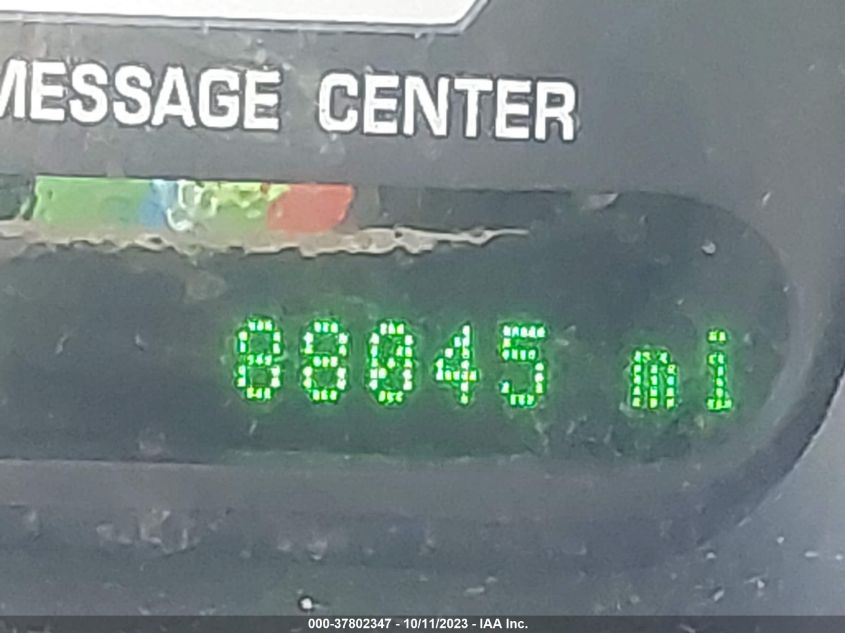 MESSAGE CENTER
88045 mi
000-37802347 - 10/11/2023 - IAA Inc.